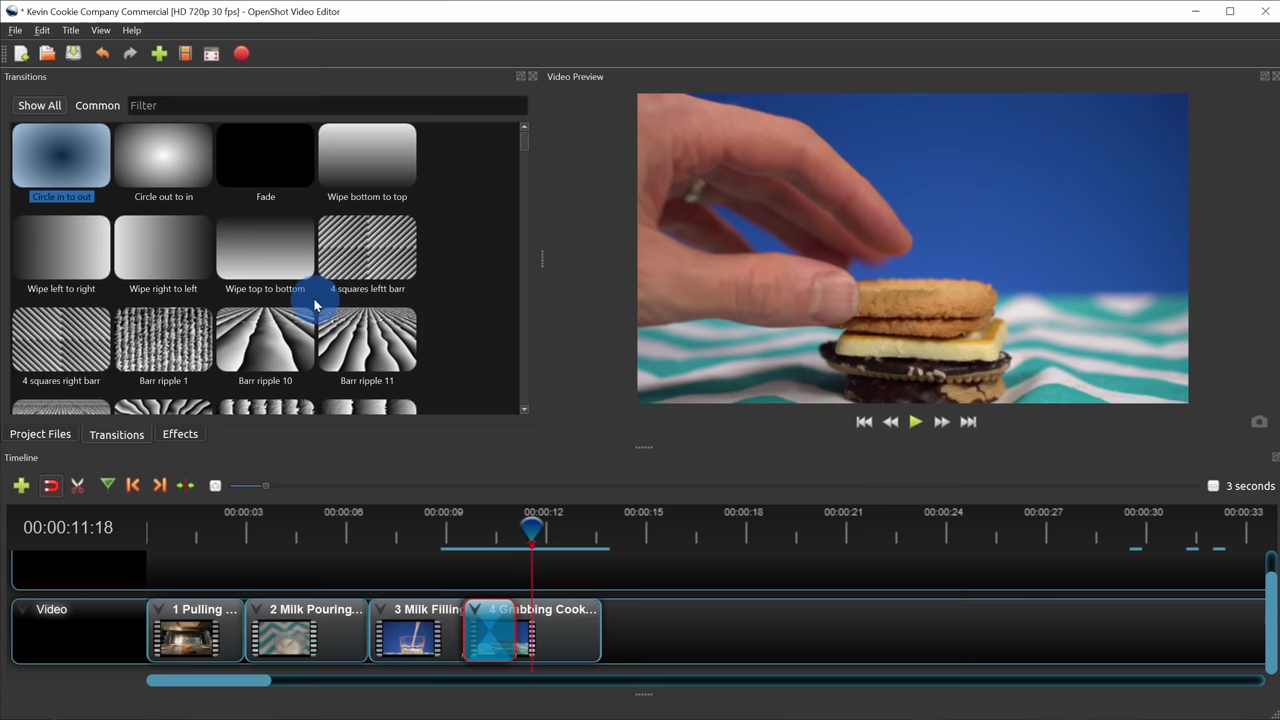 * Kevin Cookie Company Commercial [HD 720p 30 fps] - OpenShot Video Editor
File Edit Title View Help
Transitions
Video Preview
Show All Common Filter
Circle in to out Circle out to in Fade Wipe bottom to top
Wipe left to right Wipe right to left Wipe top to bottom 4 squares leftt barr
4 squares right barr Barr ripple 1 Barr ripple 10 Barr ripple 11
Project Files Transitions Effects
Timeline
3 seconds
00:00:11:18
00:00:03 00:00:06 00:00:09 00:00:12 00:00:15 00:00:18 00:00:21 00:00:24 00:00:27 00:00:30 00:00:33
Video 1 Pulling ... 2 Milk Pouring... 3 Milk Filling 4 Grabbing Cook...